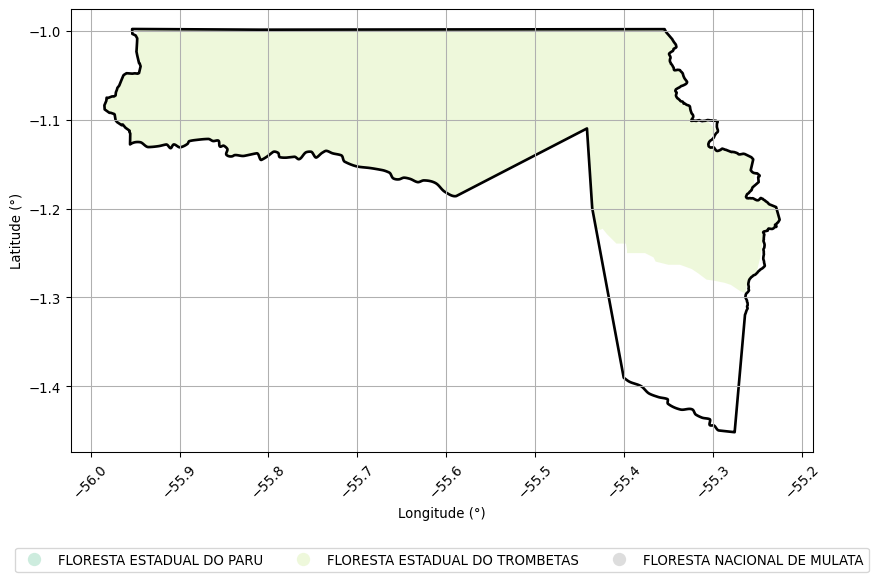 −1.0
−1.1
−1.2
−1.3
−1.4
Latitude (°)
−56.0
−55.9
−55.8
−55.7
−55.6
−55.5
−55.4
−55.3
−55.2
Longitude (°)
FLORESTA ESTADUAL DO PARU
FLORESTA ESTADUAL DO TROMBETAS
FLORESTA NACIONAL DE MULATA